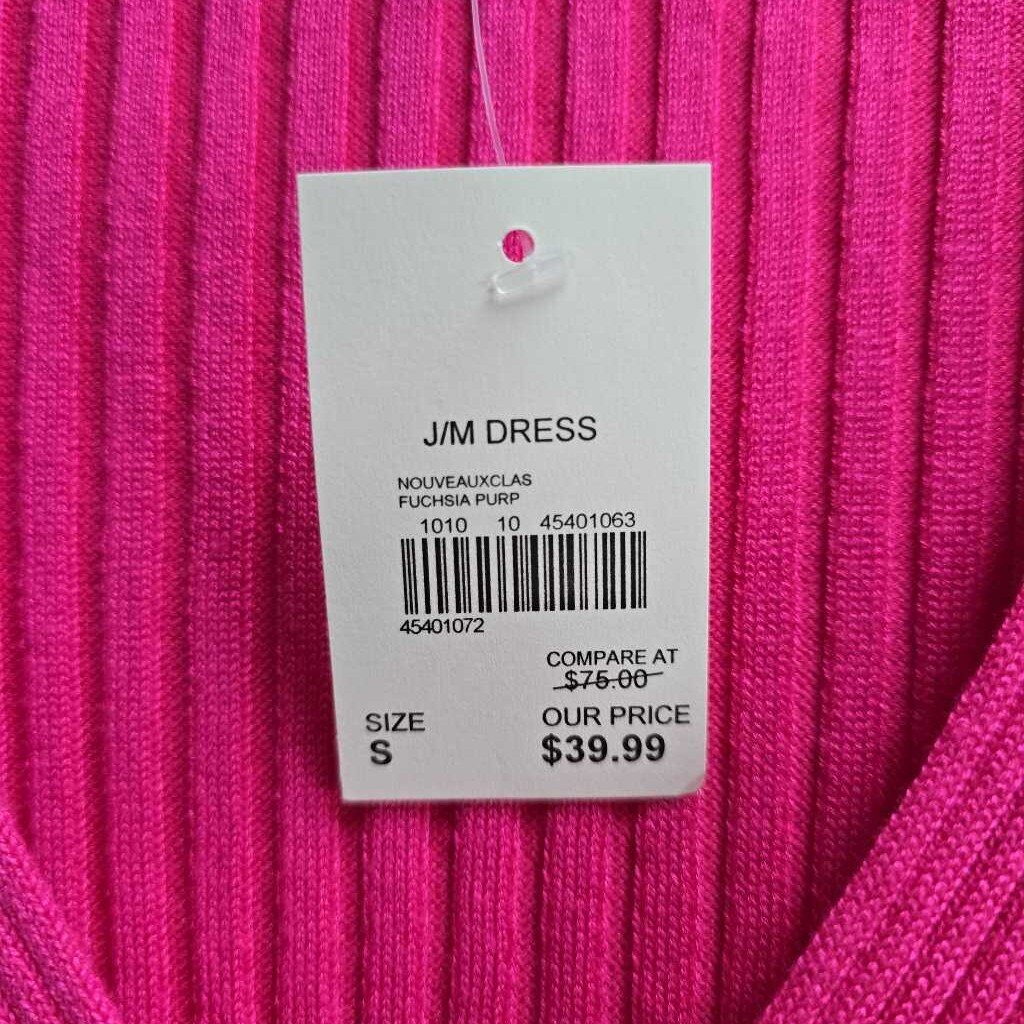 J/M DRESS
NOUVEAUXCLAS
FUCHSIA PURP
1010 10 45401063
45401072
COMPARE AT
$75.00
SIZE
S
OUR PRICE
$39.99